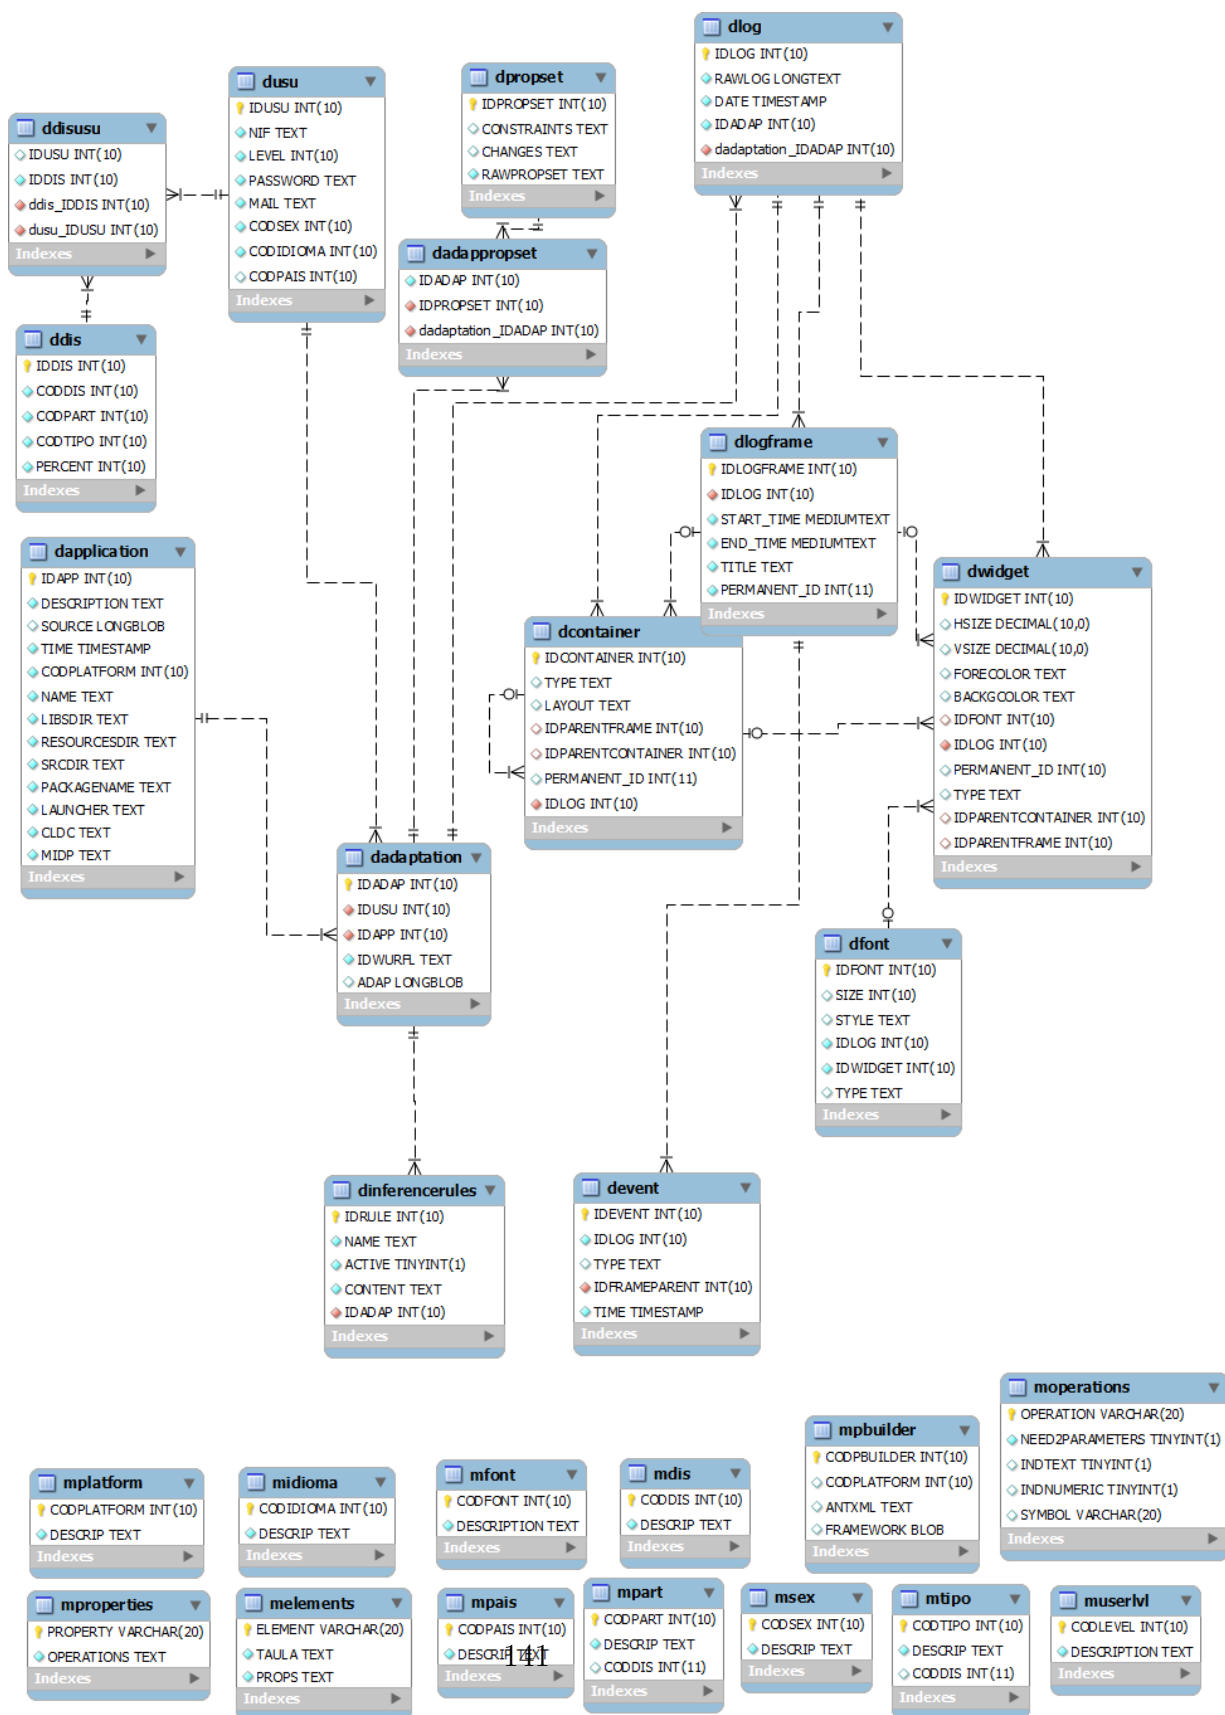 dlog
IDLOG INT(10)
RAWLOG LONGTEXT
DATE TIMESTAMP
IDADAP INT(10)
dadaptation_IDADAP INT(10)
Indexes
dusu
IDUSU INT(10)
NIF TEXT
LEVEL INT(10)
PASSWORD TEXT
MAIL TEXT
CODSEX INT(10)
CODIDIOMA INT(10)
CODPAIS INT(10)
Indexes
dpropset
IDPROPSET INT(10)
CONSTRAINTS TEXT
CHANGES TEXT
RAWPROPSET TEXT
Indexes
ddisusu
IDUSU INT(10)
IDDIS INT(10)
ddis_IDDIS INT(10)
dusu_IDUSU INT(10)
Indexes
dadappropset
IDADAP INT(10)
IDPROPSET INT(10)
dadaptation_IDADAP INT(10)
Indexes
ddis
IDDIS INT(10)
CODDIS INT(10)
CODPART INT(10)
CODTIPO INT(10)
PERCENT INT(10)
Indexes
dlogframe
IDLOGFRAME INT(10)
IDLOG INT(10)
START_TIME MEDIUMTEXT
END_TIME MEDIUMTEXT
TITLE TEXT
PERMANENT_ID INT(11)
Indexes
dapplication
IDAPP INT(10)
DESCRIPTION TEXT
SOURCE LONGBLOB
TIME TIMESTAMP
CODPLATFORM INT(10)
NAME TEXT
LIBSDIR TEXT
RESOURCESDIR TEXT
SRCDIR TEXT
PACKAGENAME TEXT
LAUNCHER TEXT
CLDC TEXT
MIDP TEXT
Indexes
dwidget
IDWIDGET INT(10)
HSIZE DECIMAL(10,0)
VSIZE DECIMAL(10,0)
FORECOLOR TEXT
BACKGCOLOR TEXT
IDFONT INT(10)
IDLOG INT(10)
PERMANENT_ID INT(10)
TYPE TEXT
IDPARENTCONTAINER INT(10)
IDPARENTFRAME INT(10)
Indexes
dcontainer
IDCONTAINER INT(10)
TYPE TEXT
LAYOUT TEXT
IDPARENTFRAME INT(10)
IDPARENTCONTAINER INT(10)
PERMANENT_ID INT(11)
IDLOG INT(10)
Indexes
dadaptation
IDADAP INT(10)
IDUSU INT(10)
IDAPP INT(10)
IDWURFL TEXT
ADAP LONGBLOB
Indexes
dfont
IDFONT INT(10)
SIZE INT(10)
STYLE TEXT
IDLOG INT(10)
IDWIDGET INT(10)
TYPE TEXT
Indexes
dinferencerules
IDRULE INT(10)
NAME TEXT
ACTIVE TINYINT(1)
CONTENT TEXT
IDADAP INT(10)
Indexes
devent
IDEVENT INT(10)
IDLOG INT(10)
TYPE TEXT
IDFRAMEPARENT INT(10)
TIME TIMESTAMP
Indexes
moperations
OPERATION VARCHAR(20)
NEED2PARAMETERS TINYINT(1)
INDTEXT TINYINT(1)
INDNUMERIC TINYINT(1)
SYMBOL VARCHAR(20)
Indexes
mpbuilder
CODPBUILDER INT(10)
CODPLATFORM INT(10)
ANTXML TEXT
FRAMEWORK BLOB
Indexes
mplatform
CODPLATFORM INT(10)
DESCRIP TEXT
Indexes
midioma
CODIDIOMA INT(10)
DESCRIP TEXT
Indexes
mfont
CODFONT INT(10)
DESCRIPTION TEXT
Indexes
mdis
CODDIS INT(10)
DESCRIP TEXT
Indexes
mproperties
PROPERTY VARCHAR(20)
OPERATIONS TEXT
Indexes
melements
ELEMENT VARCHAR(20)
TAULA TEXT
PROPS TEXT
Indexes
mpais
CODPAIS INT(10)
DESCRIP TEXT
Indexes
141
mpart
CODPART INT(10)
DESCRIP TEXT
CODDIS INT(11)
Indexes
msex
CODSEX INT(10)
DESCRIP TEXT
Indexes
mtipo
CODTIPO INT(10)
DESCRIP TEXT
CODDIS INT(11)
Indexes
muserlvl
CODLEVEL INT(10)
DESCRIPTION TEXT
Indexes